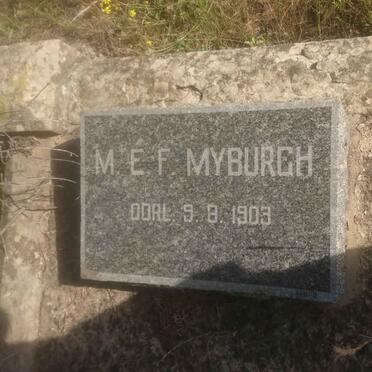 M. E. F. MYBURGH
OORL. 9. 8. 1903